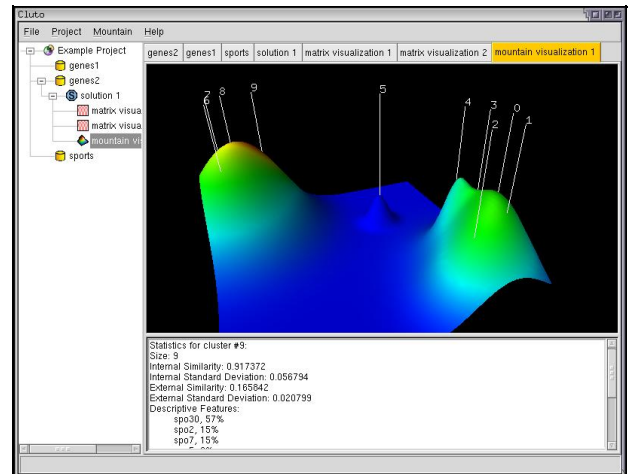 Cluto
File Project Mountain Help
Example Project
genes1
genes2
solution 1
matrix visua
matrix visua
mountain vi
sports
genes2 genes1 sports solution 1 matrix visualization 1 matrix visualization 2 mountain visualization 1
7 8 9 5 4 3 0
6 2 1
Statistics for cluster #9:
Size: 9
Internal Similarity: 0.917372
Internal Standard Deviation: 0.056794
External Similarity: 0.165842
External Standard Deviation: 0.020799
Descriptive Features:
spo30, 57%
spo2, 15%
spo7, 15%